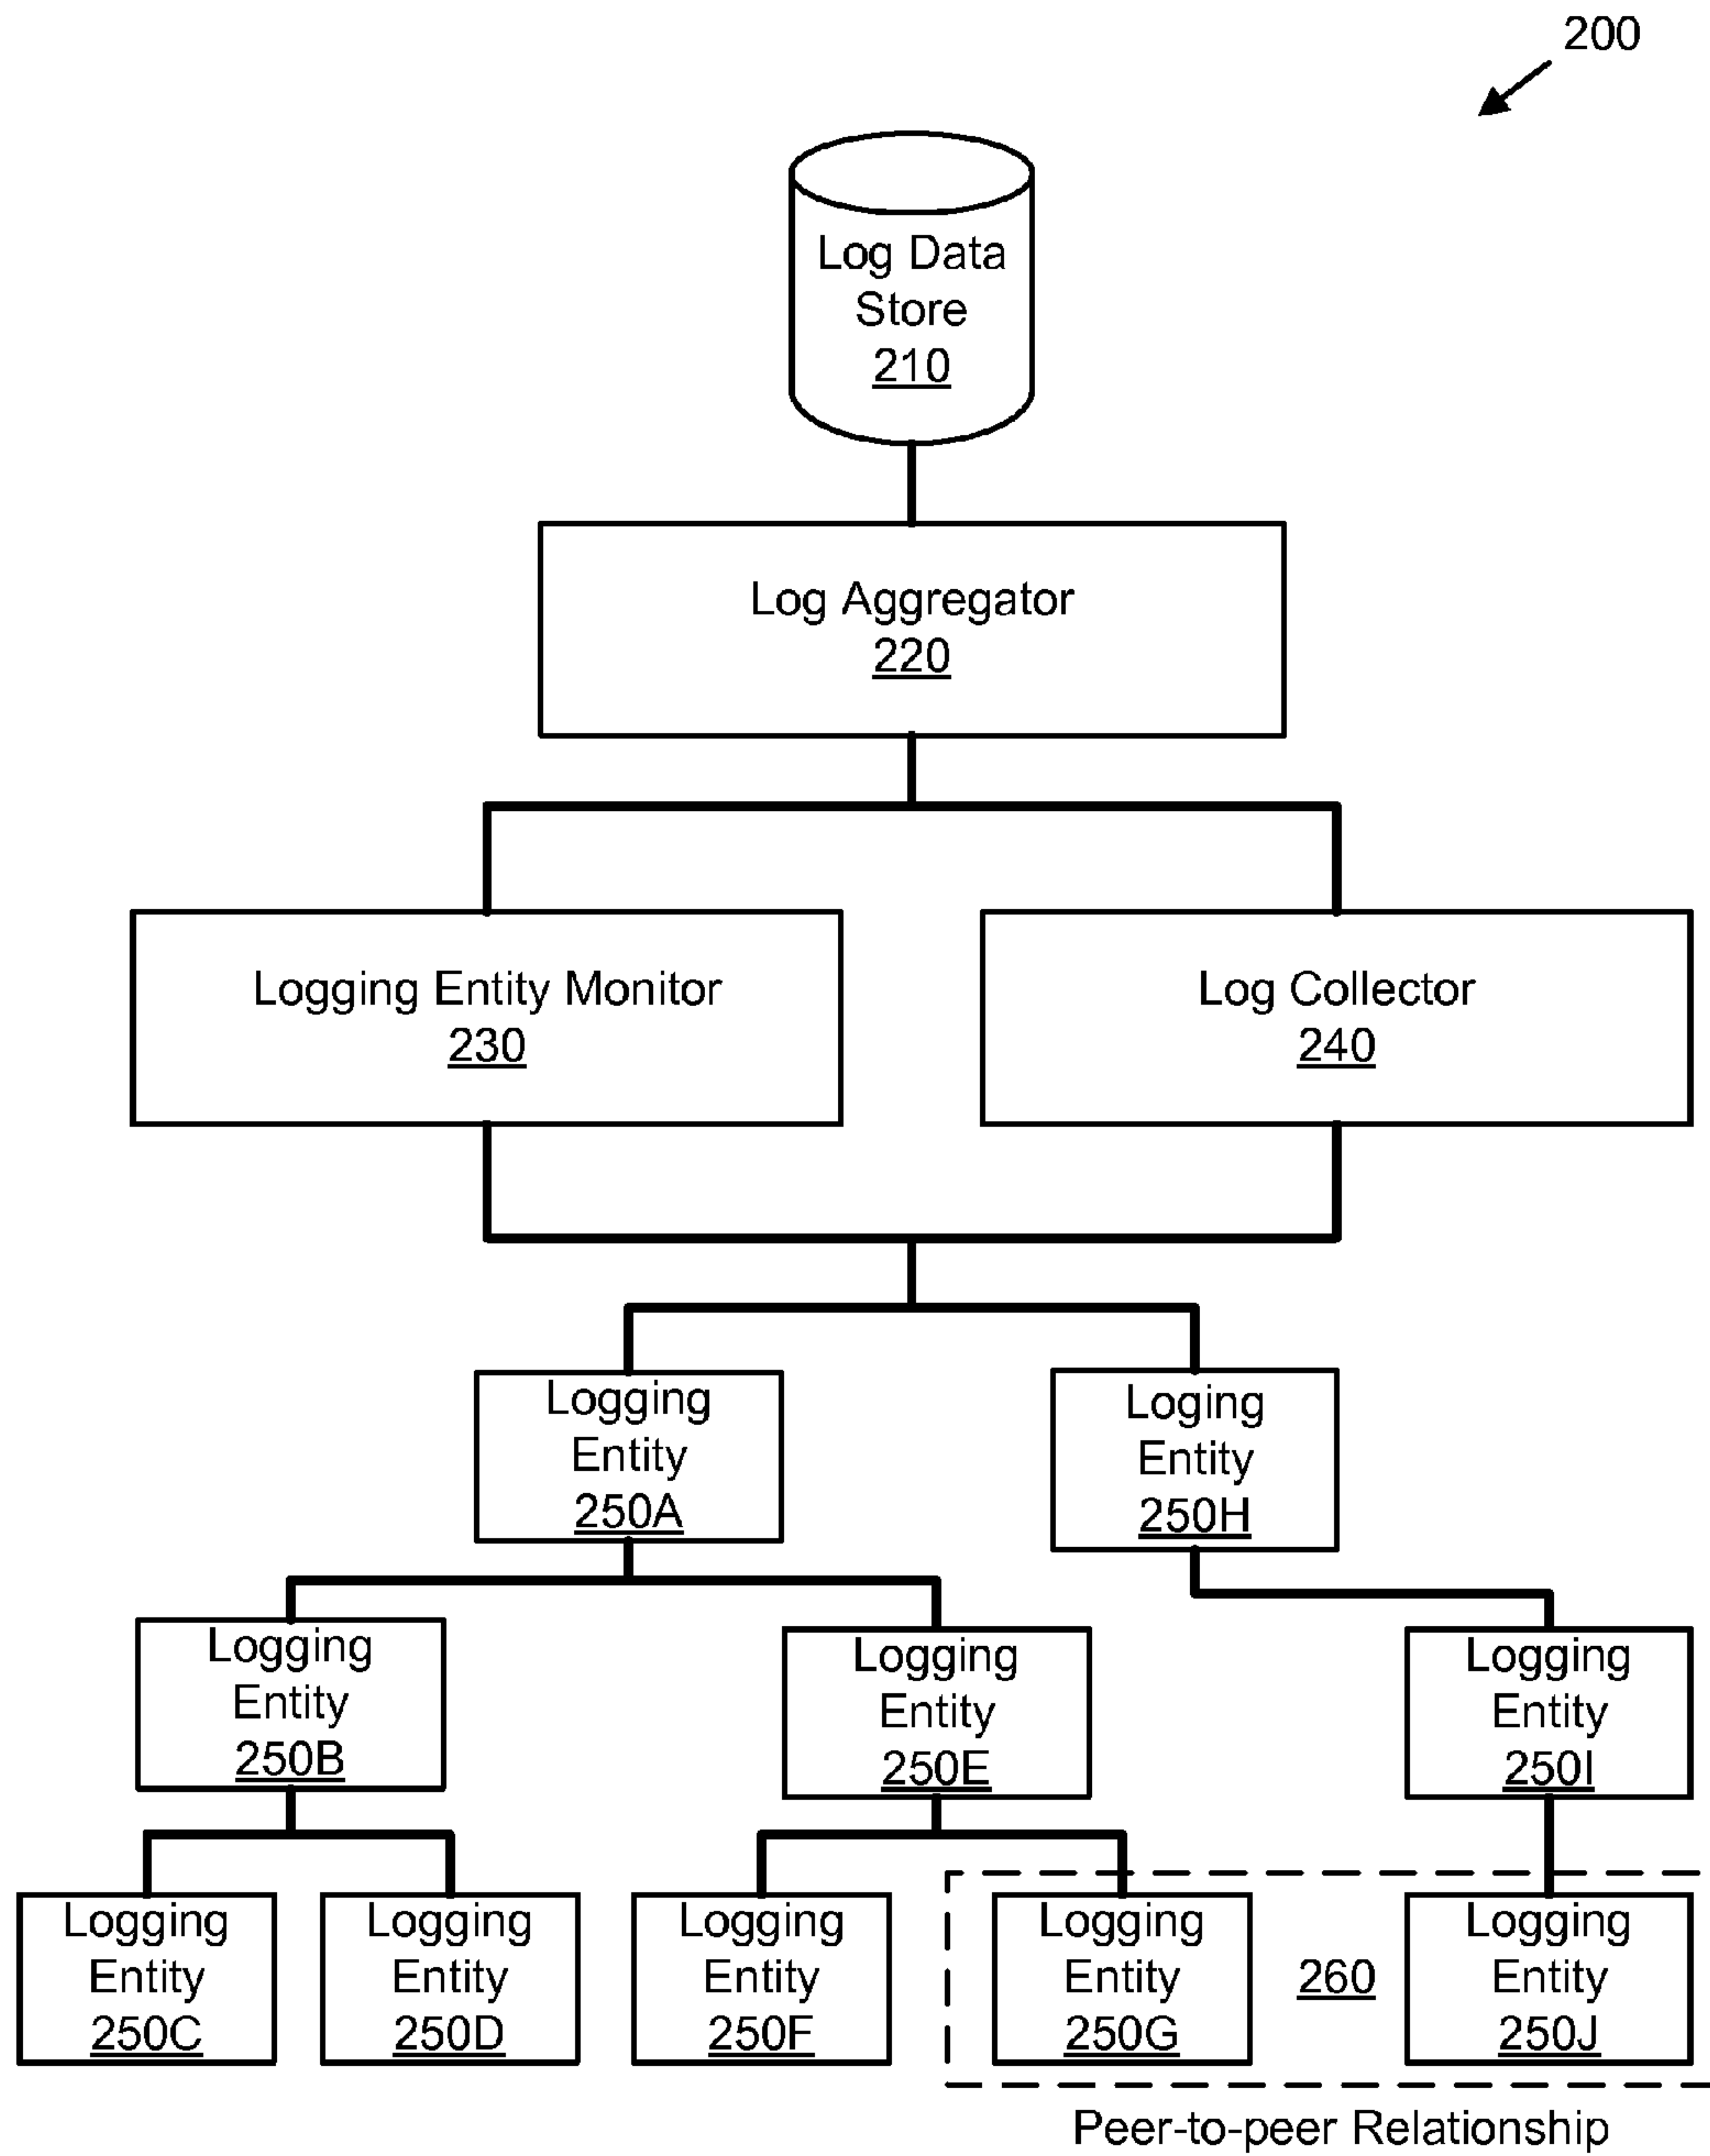 200
Log Data
Store
210
Log Aggregator
220
Logging Entity Monitor
230
Log Collector
240
Logging
Entity
250A
Loging
Entity
250H
Logging
Entity
250B
Logging
Entity
250E
Logging
Entity
250I
Logging
Entity
250C
Logging
Entity
250D
Logging
Entity
250F
Logging
Entity
250G
260
Logging
Entity
250J
Peer-to-peer Relationship